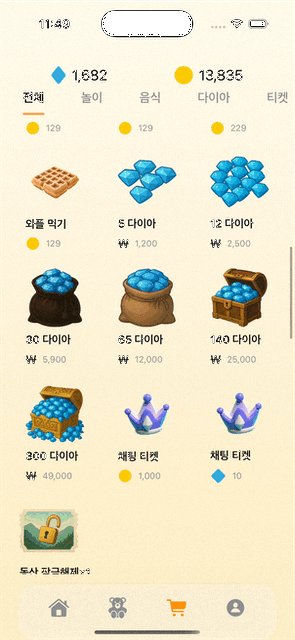 11:49
1,682 13,835
전체 놀이 음식 다이아 티켓
129 129 229
와플 먹기 5 다이아 12 다이아
129 ₩ 1,200 ₩ 2,500
30 다이아 65 다이아 140 다이아
₩ 5,900 ₩ 12,000 ₩ 25,000
300 다이아 채팅 티켓 채팅 티켓
₩ 49,000 1,000 10